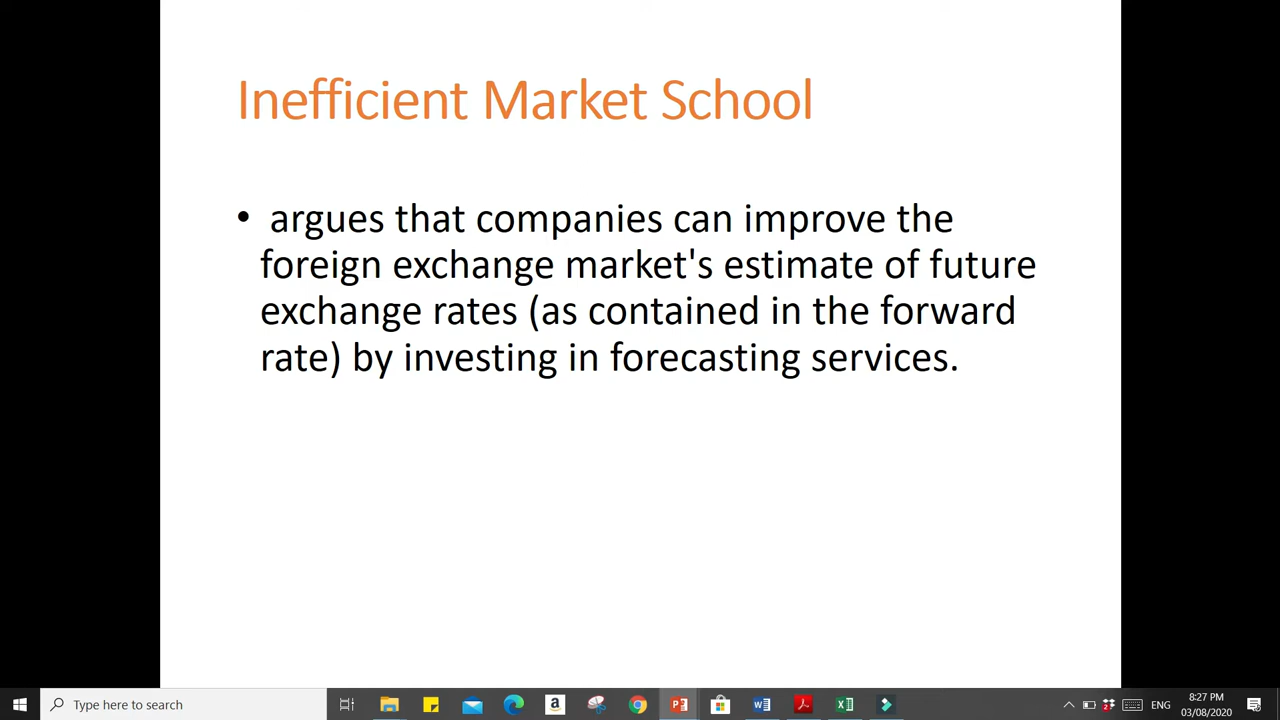 Inefficient Market School
• argues that companies can improve the
foreign exchange market's estimate of future
exchange rates (as contained in the forward
rate) by investing in forecasting services.
Type here to search
ENG
8:27 PM
03/08/2020